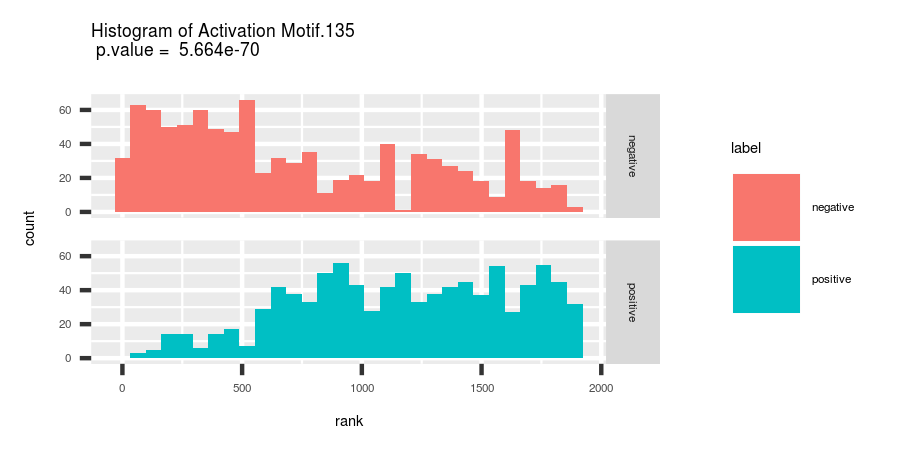 Histogram of Activation Motif.135
p.value =  5.664e-70
60
40
20
0
negative
60
40
20
0
positive
0
500
1000
1500
2000
rank
count
label
negative
positive